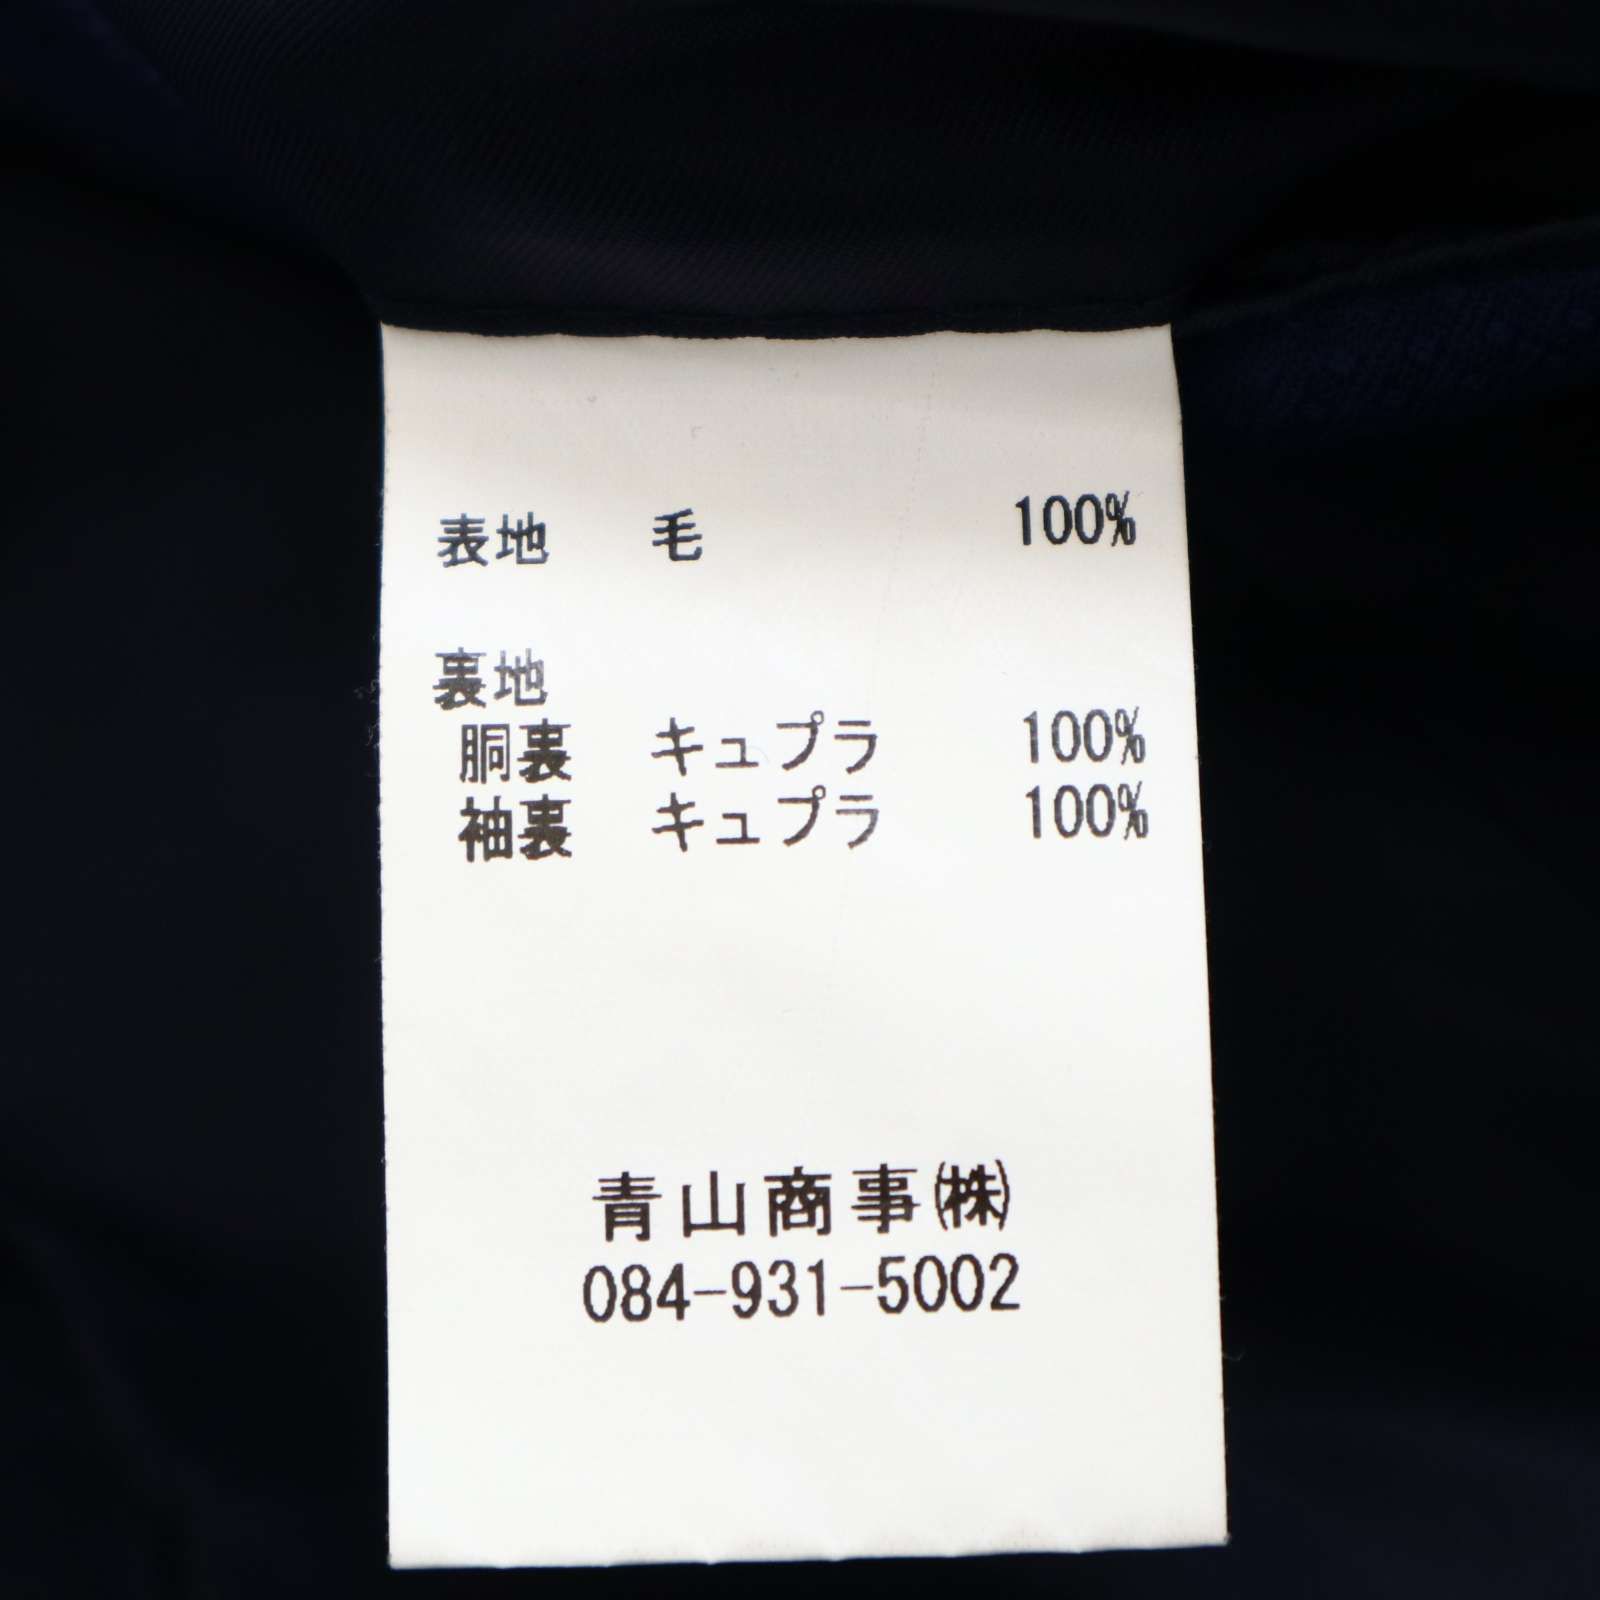 表地 毛 100%
裏地
胴裏 キュプラ 100%
袖裏 キュプラ 100%
青山商事㈱
084-931-5002